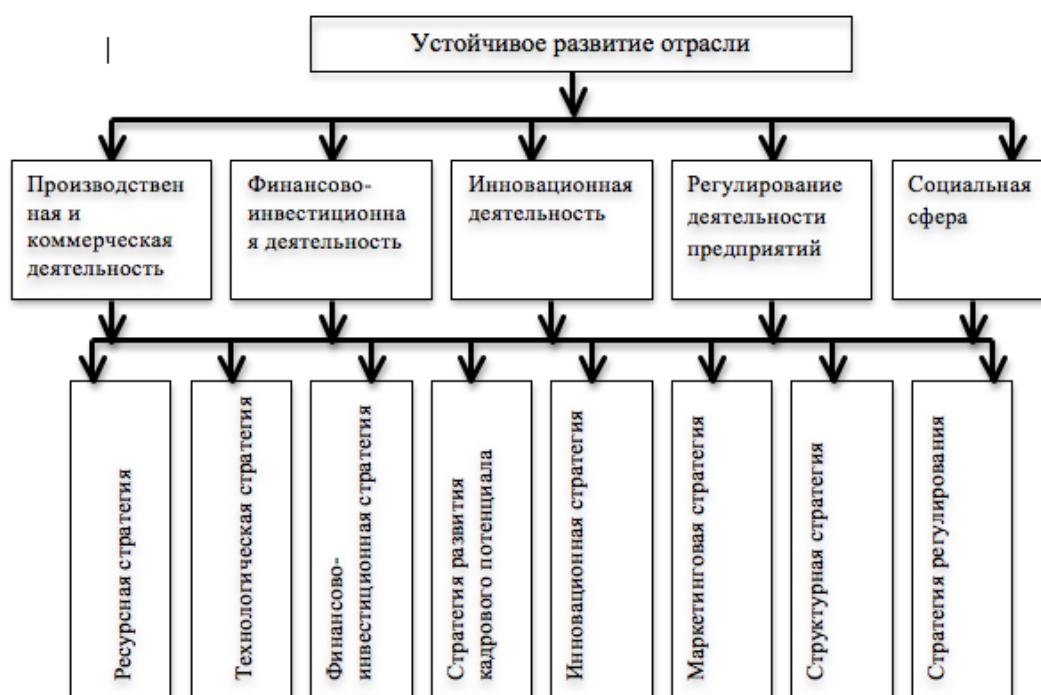 Устойчивое развитие отрасли
Производствен
ная и
коммерческая
деятельность
Финансово-
инвестиционна
я деятельность
Инновационная
деятельность
Регулирование
деятельности
предприятий
Социальная
сфера
Ресурсная стратегия
Технологическая стратегия
Финансово-
инвестиционная стратегия
Стратегия развития
кадрового потенциала
Инновационная стратегия
Маркетинговая стратегия
Структурная стратегия
Стратегия регулирования